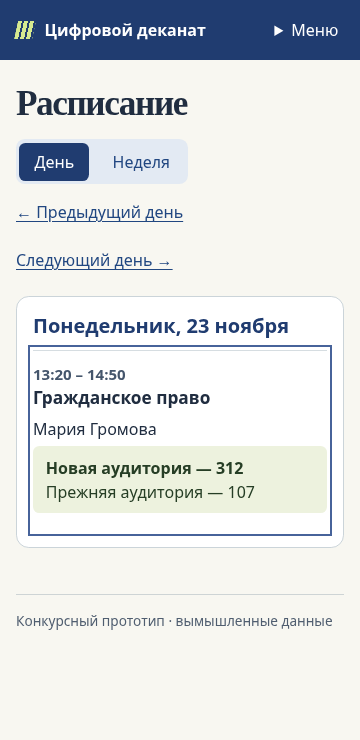 Цифровой деканат
▶ Меню
Расписание
День Неделя
← Предыдущий день
Следующий день →
Понедельник, 23 ноября
13:20 – 14:50
Гражданское право
Мария Громова
Новая аудитория — 312
Прежняя аудитория — 107
Конкурсный прототип · вымышленные данные